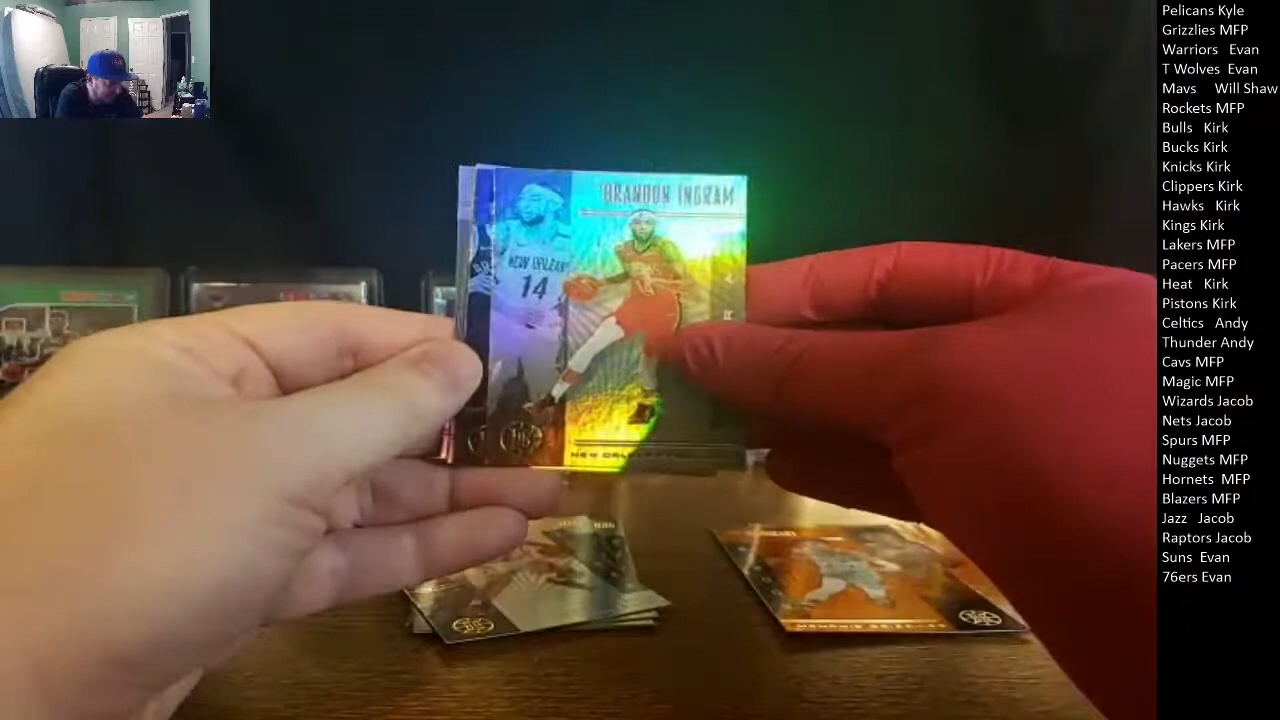 BRANDON INGRAM
NEW ORLEANS
14
Pelicans Kyle
Grizzlies MFP
Warriors Evan
T Wolves Evan
Mavs Will Shaw
Rockets MFP
Bulls Kirk
Bucks Kirk
Knicks Kirk
Clippers Kirk
Hawks Kirk
Kings Kirk
Lakers MFP
Pacers MFP
Heat Kirk
Pistons Kirk
Celtics Andy
Thunder Andy
Cavs MFP
Magic MFP
Wizards Jacob
Nets Jacob
Spurs MFP
Nuggets MFP
Hornets MFP
Blazers MFP
Jazz Jacob
Raptors Jacob
Suns Evan
76ers Evan